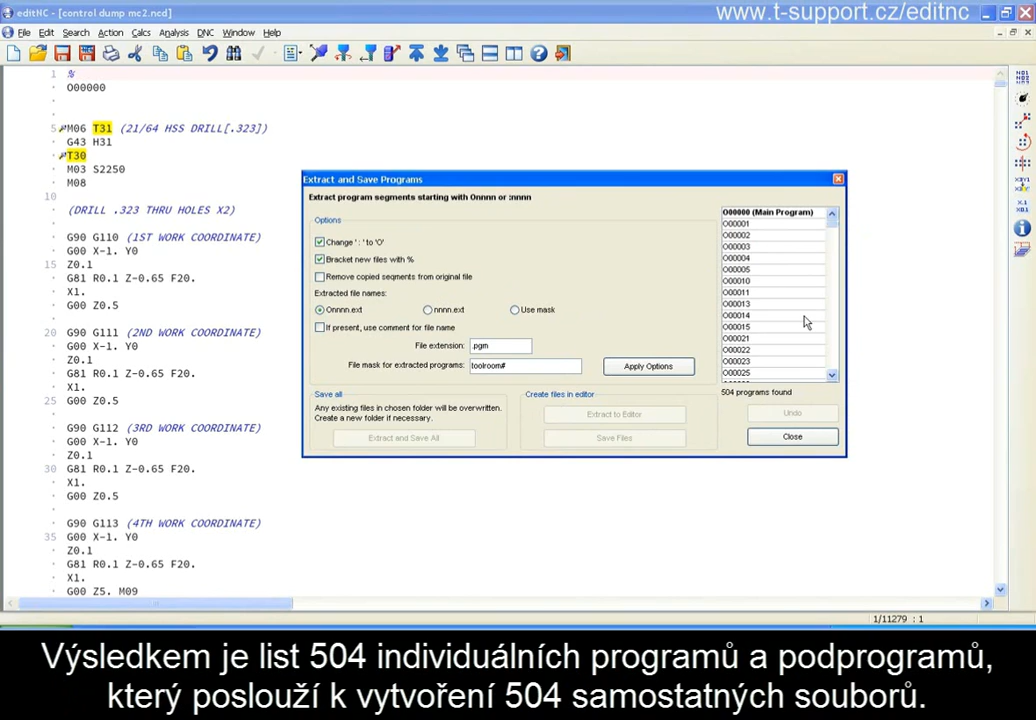 editNC - [control dump mc2.ncd]
www.t-support.cz/editnc
File Edit Search Action Calcs Analysis DNC Window Help
1 %
O00000
5 M06 T31 (21/64 HSS DRILL[.323])
G43 H31
T30
M03 S2250
M08
10
(DRILL .323 THRU HOLES X2)
G90 G110 (1ST WORK COORDINATE)
G00 X-1. Y0
15 Z0.1
G81 R0.1 Z-0.65 F20.
X1.
G00 Z0.5
20 G90 G111 (2ND WORK COORDINATE)
G00 X-1. Y0
Z0.1
G81 R0.1 Z-0.65 F20.
X1.
25 G00 Z0.5
G90 G112 (3RD WORK COORDINATE)
G00 X-1. Y0
Z0.1
30 G81 R0.1 Z-0.65 F20.
X1.
G00 Z0.5
G90 G113 (4TH WORK COORDINATE)
35 G00 X-1. Y0
Z0.1
G81 R0.1 Z-0.65 F20.
X1.
G00 Z5. M09
Extract and Save Programs
Extract program segments starting with Onnnn or :nnnn
Options
Change ' : ' to 'O'
Bracket new files with %
Remove copied segments from original file
Extracted file names:
Onnnn.ext nnnn.ext Use mask
If present, use comment for file name
File extension: .pgm
File mask for extracted programs: toolroom# Apply Options
Save all
Any existing files in chosen folder will be overwritten.
Create a new folder if necessary.
Extract and Save All
Create files in editor
Extract to Editor
Save Files
O00000 (Main Program)
O00001
O00002
O00003
O00004
O00005
O00010
O00011
O00013
O00014
O00015
O00021
O00022
O00023
O00025
504 programs found
Undo
Close
1/11279 : 1
Výsledkem je list 504 individuálních programů a podprogramů,
který poslouží k vytvoření 504 samostatných souborů.